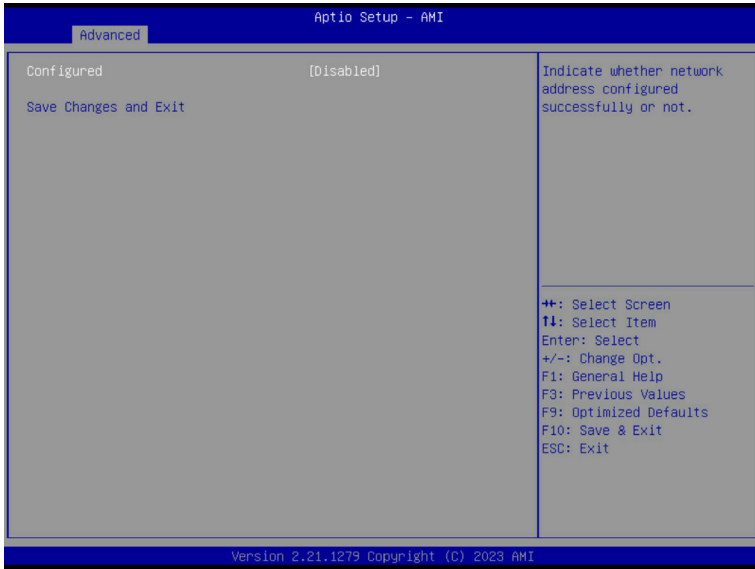 Aptio Setup - AMI
Advanced
Configured [Disabled]
Save Changes and Exit
Indicate whether network
address configured
successfully or not.
→←: Select Screen
↑↓: Select Item
Enter: Select
+/-: Change Opt.
F1: General Help
F3: Previous Values
F9: Optimized Defaults
F10: Save & Exit
ESC: Exit
Version 2.21.1279 Copyright (C) 2023 AMI